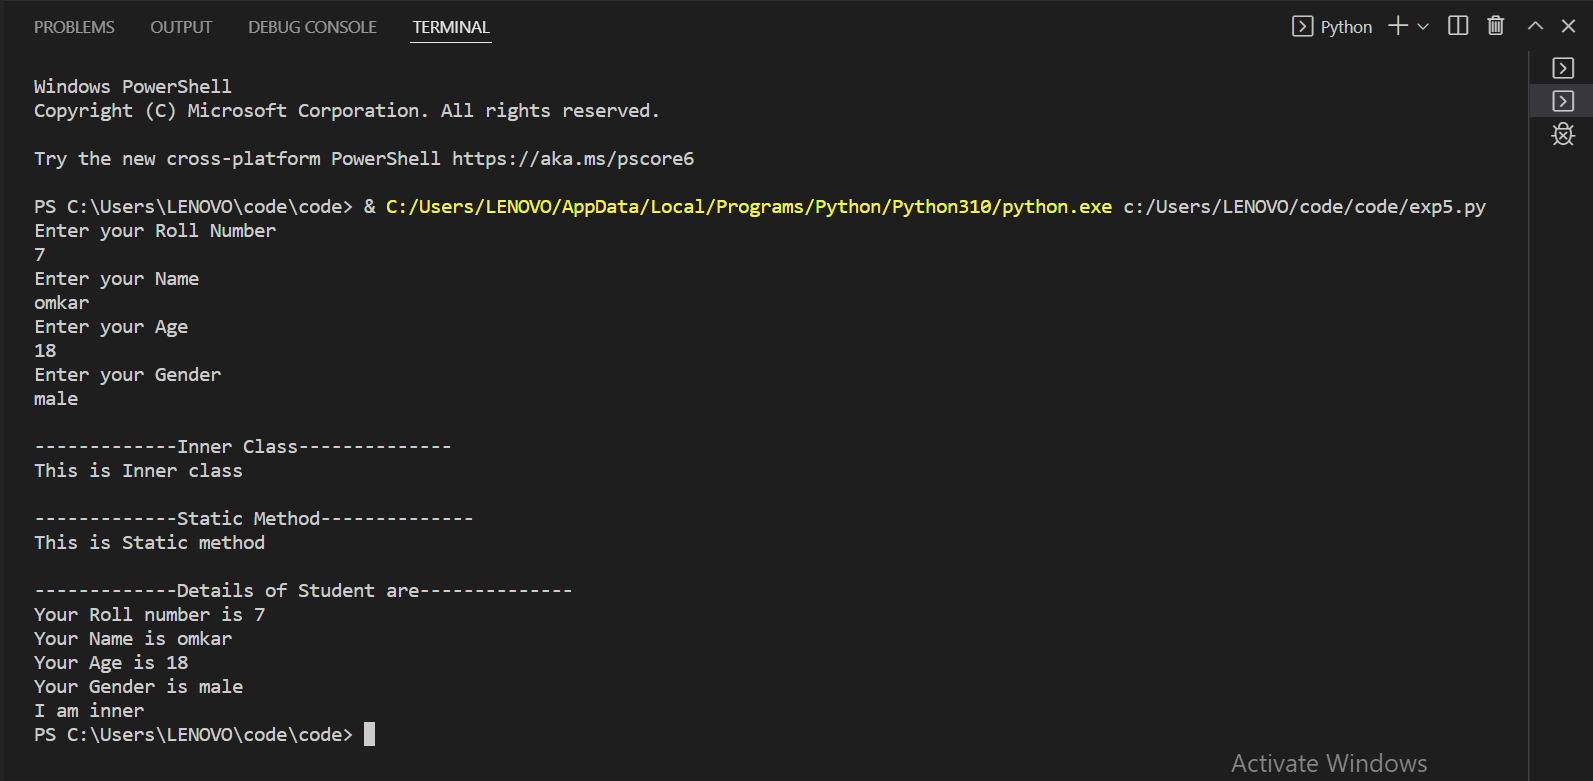 PROBLEMS OUTPUT DEBUG CONSOLE TERMINAL Python
Windows PowerShell
Copyright (C) Microsoft Corporation. All rights reserved.
Try the new cross-platform PowerShell https://aka.ms/pscore6
PS C:\Users\LENOVO\code\code> & C:/Users/LENOVO/AppData/Local/Programs/Python/Python310/python.exe c:/Users/LENOVO/code/code/exp5.py
Enter your Roll Number
7
Enter your Name
omkar
Enter your Age
18
Enter your Gender
male
-------------Inner Class--------------
This is Inner class
-------------Static Method--------------
This is Static method
-------------Details of Student are--------------
Your Roll number is 7
Your Name is omkar
Your Age is 18
Your Gender is male
I am inner
PS C:\Users\LENOVO\code\code>
Activate Windows